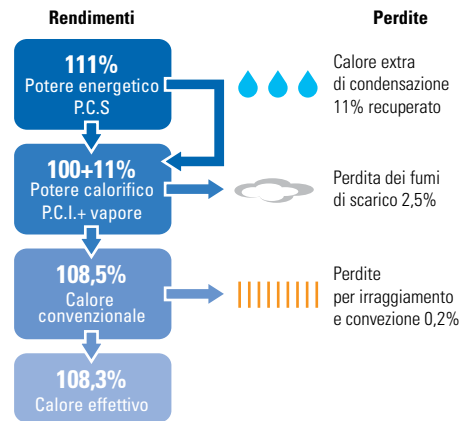 Rendimenti
Perdite
111%
Potere energetico
P.C.S
Calore extra
di condensazione
11% recuperato
100+11%
Potere calorifico
P.C.I.+ vapore
Perdita dei fumi
di scarico 2,5%
108,5%
Calore
convenzionale
Perdite
per irraggiamento
e convezione 0,2%
108,3%
Calore effettivo